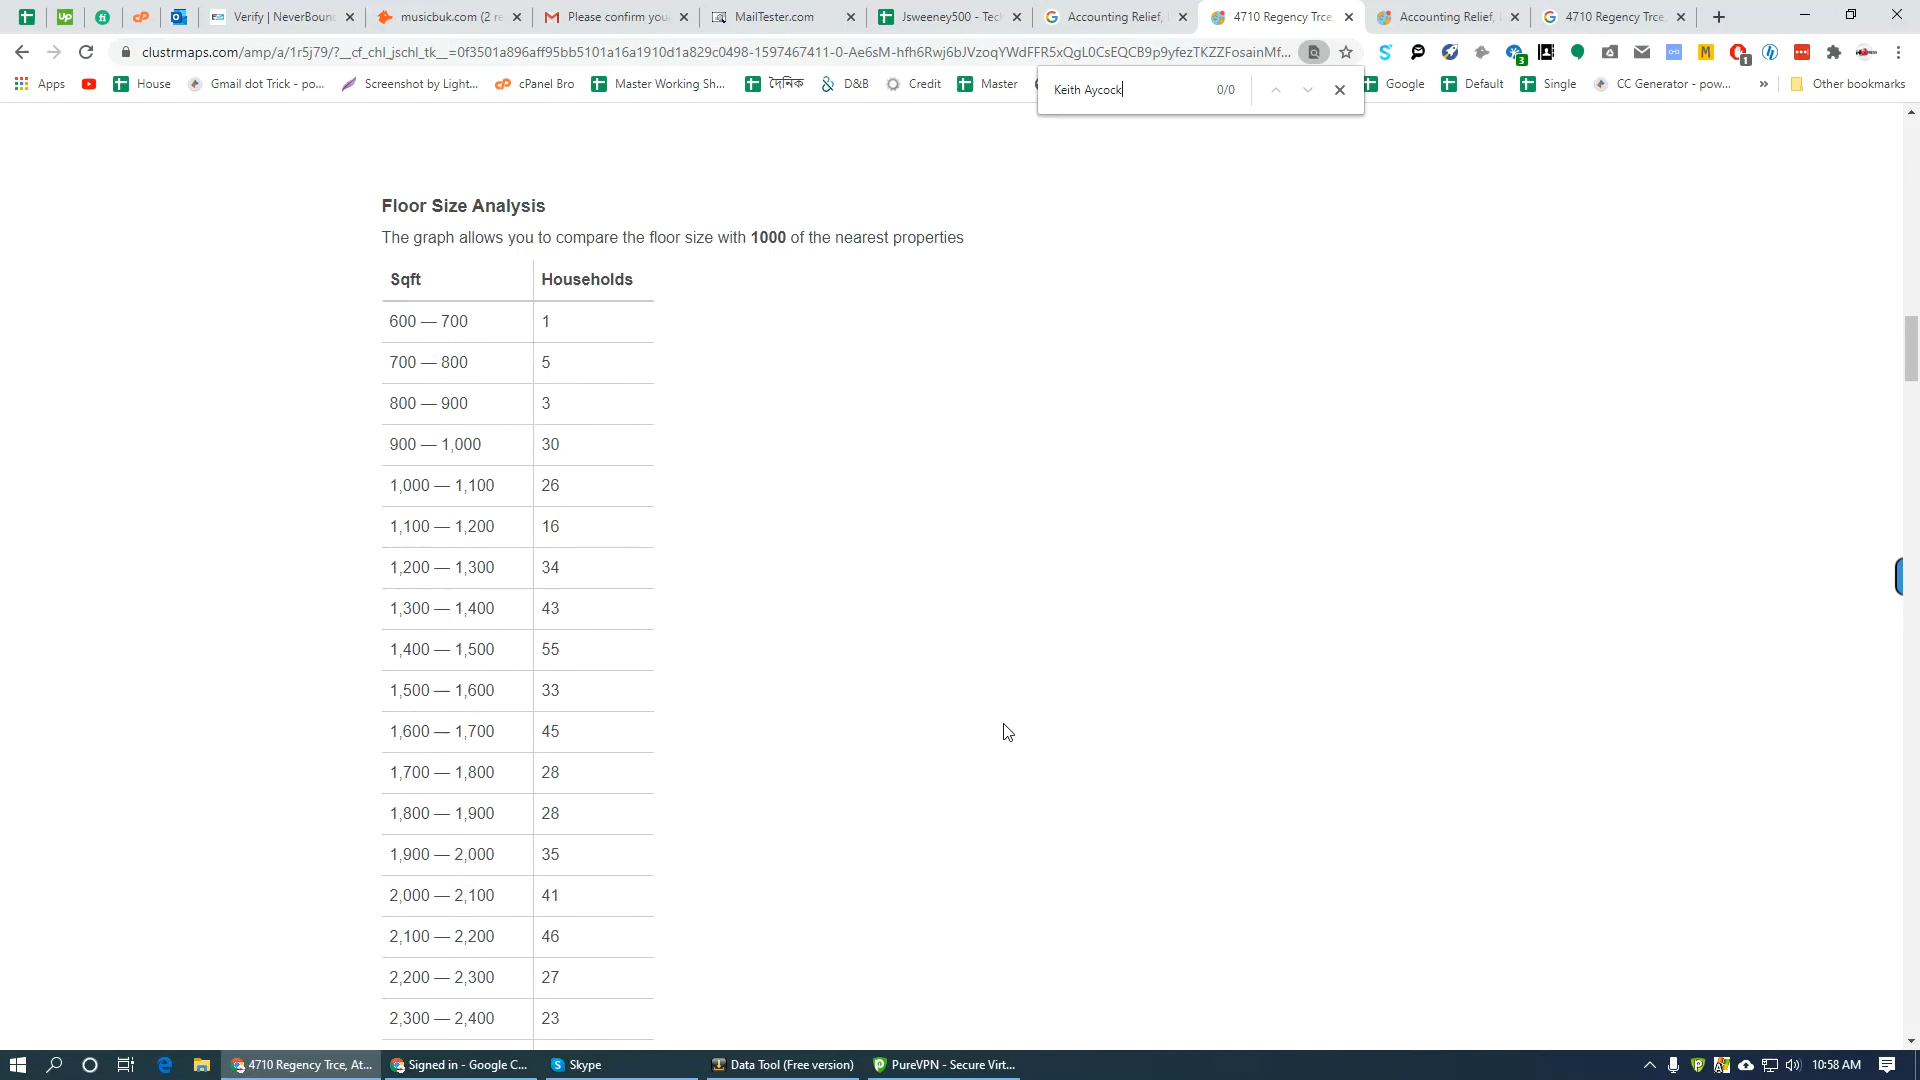 Verify | NeverBoun
musicbuk.com (2 re
Please confirm you
MailTester.com
Jsweeney500 - Tech
Accounting Relief,
4710 Regency Trce,
Accounting Relief,
4710 Regency Trce,
clustrmaps.com/amp/a/1r5j79/?__cf_chl_jschl_tk__=0f3501a896aff95bb5101a16a1910d1a829c0498-1597467411-0-Ae6sM-hfh6Rwj6bJVzoqYWdFFR5xQgL0CsEQCB9p9yfezTKZZFosainMf...
Apps
House
Gmail dot Trick - po...
Screenshot by Light...
cPanel Bro
Master Working Sh...
দৈনিক
D&B
Credit
Master
Google
Default
Single
CC Generator - pow...
»
Other bookmarks
Keith Aycock
0/0
Floor Size Analysis
The graph allows you to compare the floor size with 1000 of the nearest properties
Sqft Households
600 — 700 1
700 — 800 5
800 — 900 3
900 — 1,000 30
1,000 — 1,100 26
1,100 — 1,200 16
1,200 — 1,300 34
1,300 — 1,400 43
1,400 — 1,500 55
1,500 — 1,600 33
1,600 — 1,700 45
1,700 — 1,800 28
1,800 — 1,900 28
1,900 — 2,000 35
2,000 — 2,100 41
2,100 — 2,200 46
2,200 — 2,300 27
2,300 — 2,400 23
4710 Regency Trce, At...
Signed in - Google C...
Skype
Data Tool (Free version)
PureVPN - Secure Virt...
10:58 AM